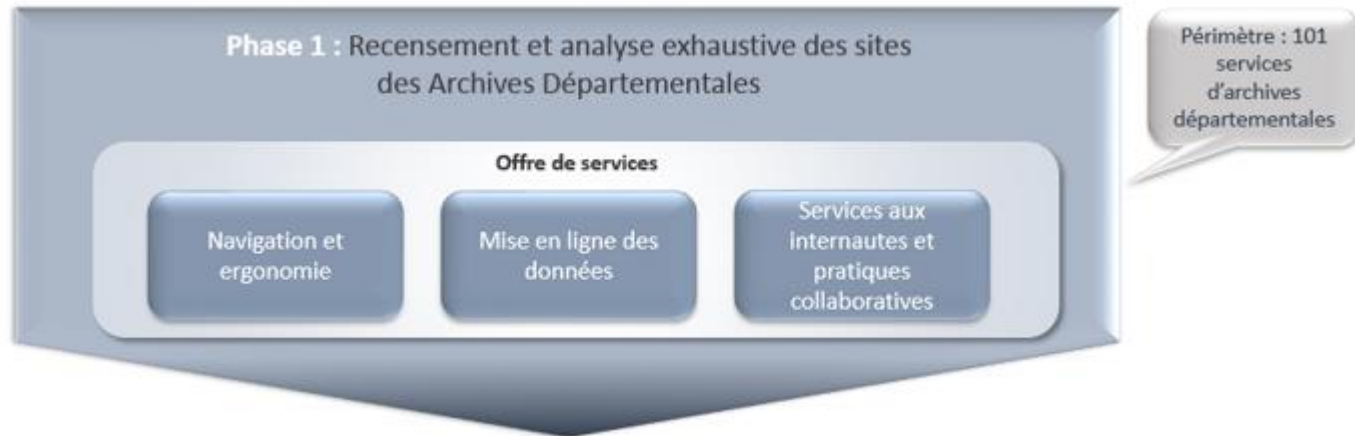 Phase 1 : Recensement et analyse exhaustive des sites
des Archives Départementales
Périmètre : 101
services
d'archives
départementales
Offre de services
Navigation et
ergonomie
Mise en ligne des
données
Services aux
internautes et
pratiques
collaboratives